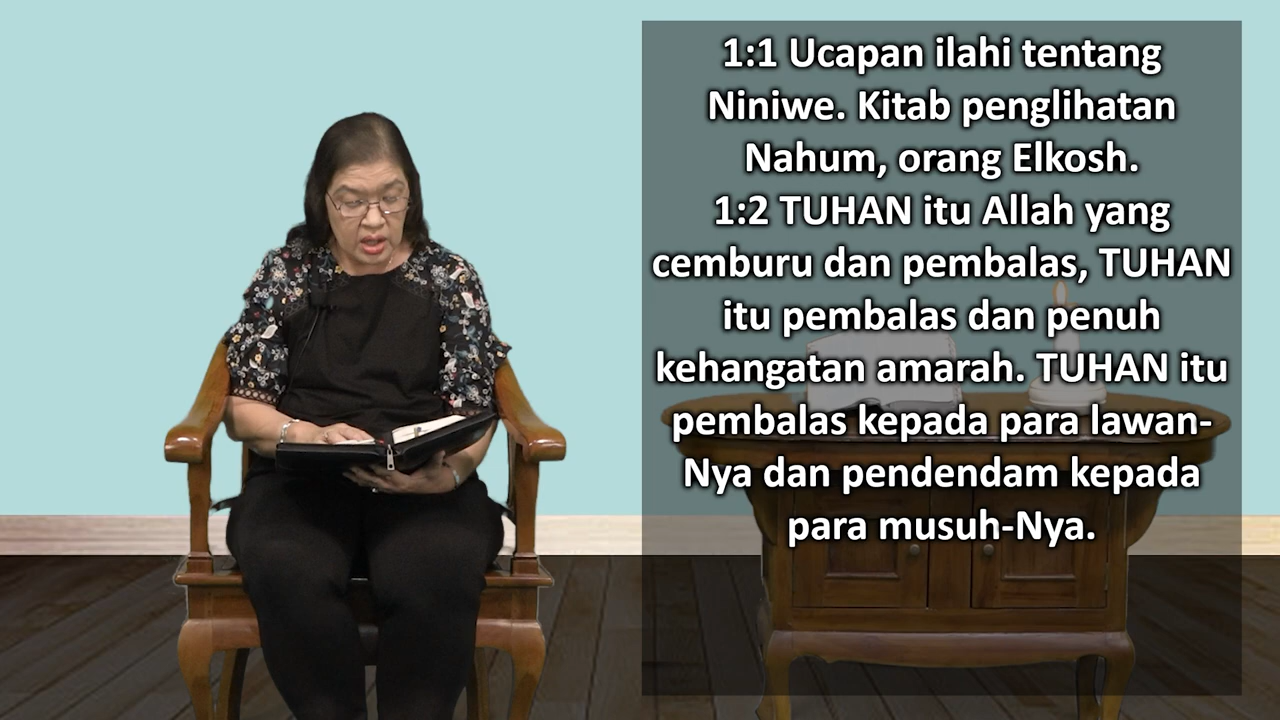 1:1 Ucapan ilahi tentang
Niniwe. Kitab penglihatan
Nahum, orang Elkosh.
1:2 TUHAN itu Allah yang
cemburu dan pembalas, TUHAN
itu pembalas dan penuh
kehangatan amarah. TUHAN itu
pembalas kepada para lawan-
Nya dan pendendam kepada
para musuh-Nya.